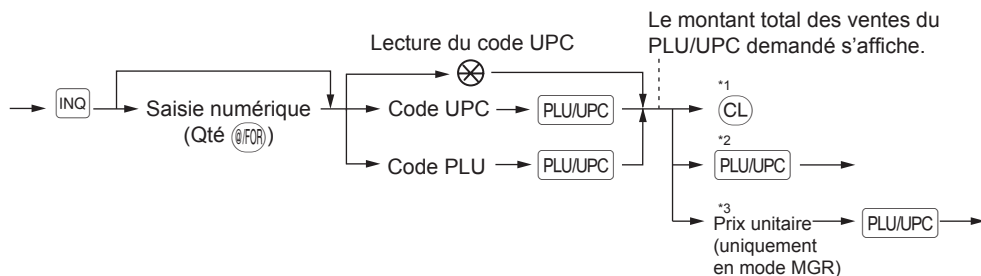 Le montant total des ventes du
PLU/UPC demandé s’affiche.
Lecture du code UPC
INQ
Saisie numérique
(Qté @/FOR)
Code UPC
PLU/UPC
Code PLU
PLU/UPC
*1
CL
*2
PLU/UPC
*3
Prix unitaire
(uniquement
en mode MGR)
PLU/UPC